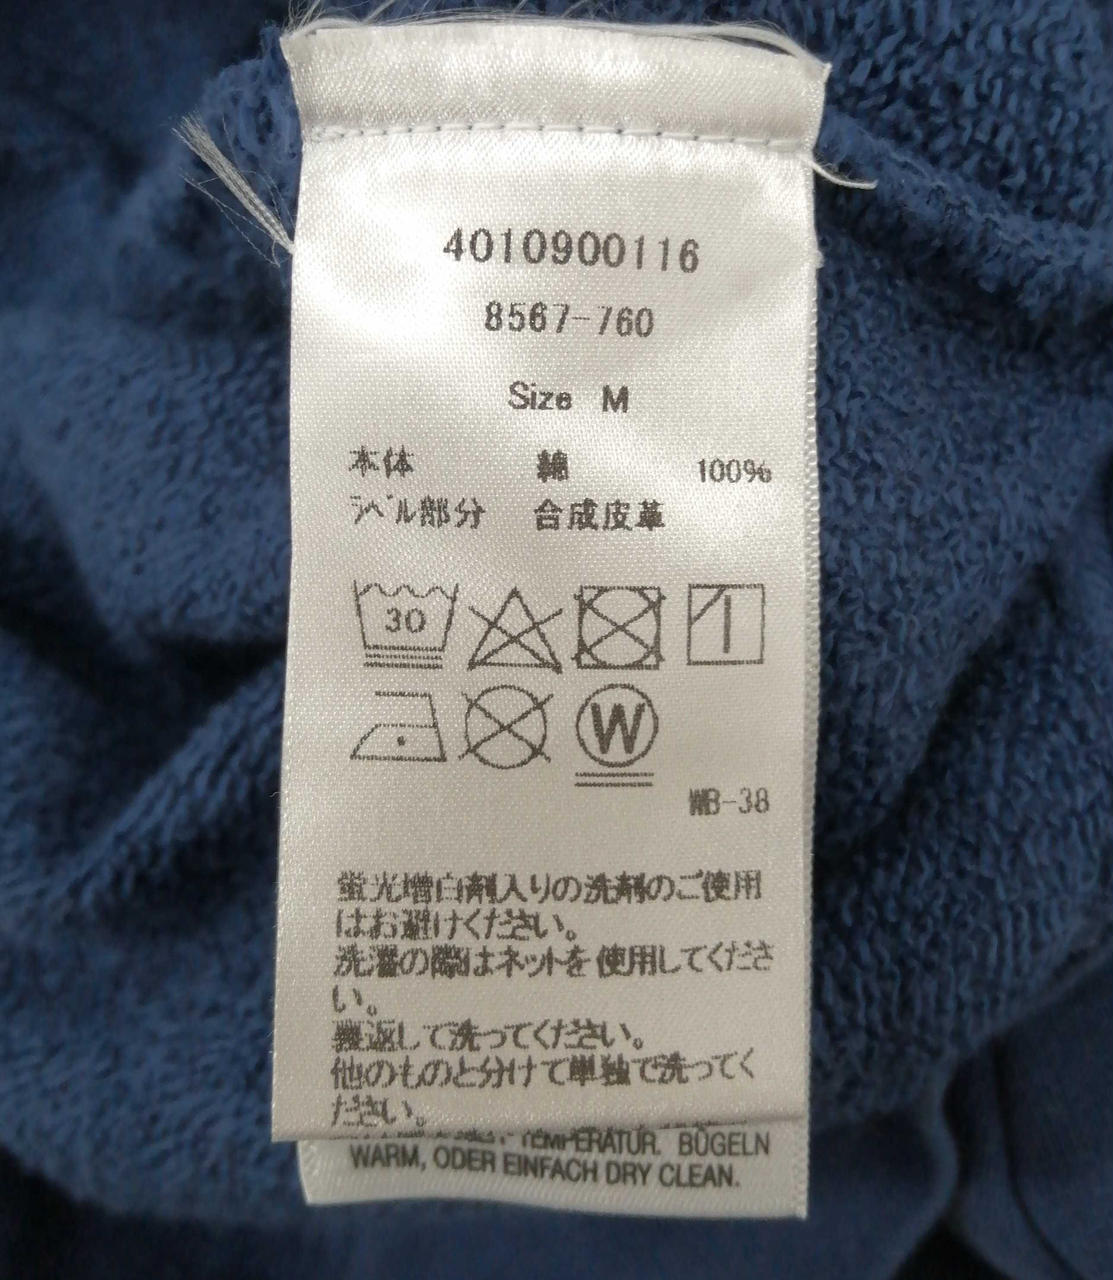 4010900116
8567-760
Size M
本体 綿 100%
ラベル部分 合成皮革
30
W
WB-38
蛍光増白剤入りの洗剤のご使用
はお避けください。
洗濯の際はネットを使用してくださ
い。
裏返して洗ってください。
他のものと分けて単独で洗ってく
ださい。
TEMPERATUR. BÜGELN
WARM, ODER EINFACH DRY CLEAN.